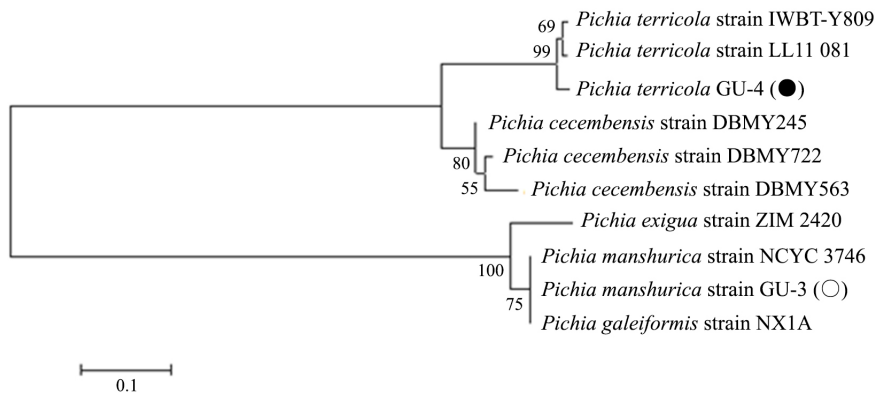 69
Pichia terricola strain IWBT-Y809
99
Pichia terricola strain LL11 081
Pichia terricola GU-4 (●)
Pichia cecembensis strain DBMY245
80
Pichia cecembensis strain DBMY722
55
Pichia cecembensis strain DBMY563
Pichia exigua strain ZIM 2420
Pichia manshurica strain NCYC 3746
100
Pichia manshurica strain GU-3 (○)
75
Pichia galeiformis strain NX1A
0.1